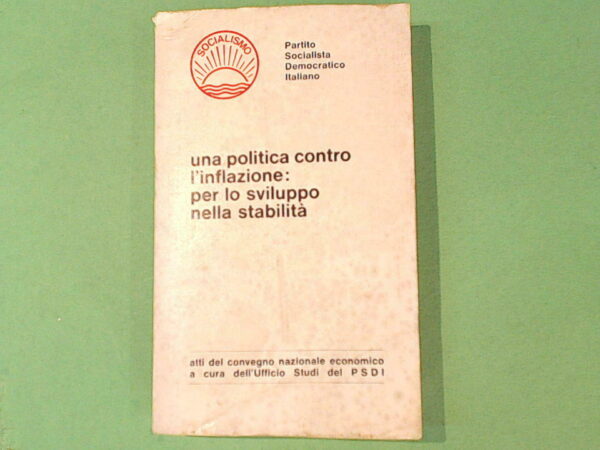 SOCIALISMO
Partito
Socialista
Democratico
Italiano
una politica contro
l'inflazione:
per lo sviluppo
nella stabilità
atti del convegno nazionale economico
a cura dell'Ufficio Studi del PSDI